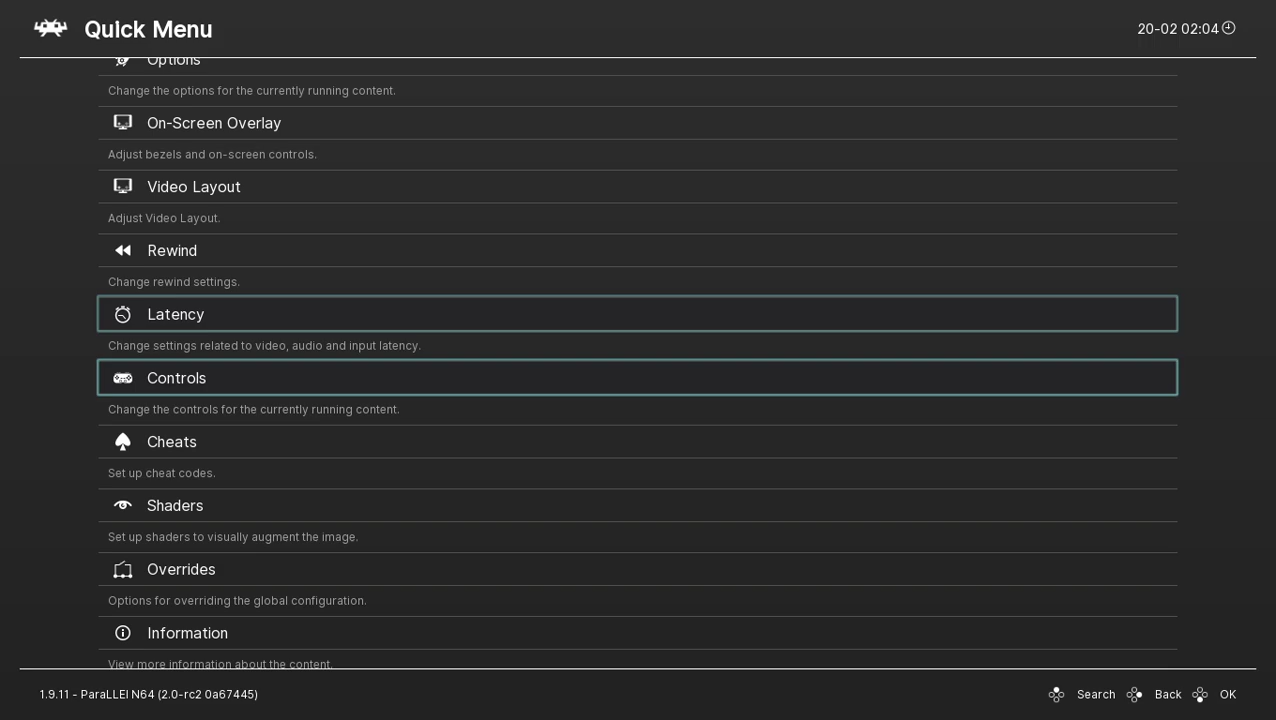 Quick Menu
20-02 02:04
Options
Change the options for the currently running content.
On-Screen Overlay
Adjust bezels and on-screen controls.
Video Layout
Adjust Video Layout.
Rewind
Change rewind settings.
Latency
Change settings related to video, audio and input latency.
Controls
Change the controls for the currently running content.
Cheats
Set up cheat codes.
Shaders
Set up shaders to visually augment the image.
Overrides
Options for overriding the global configuration.
Information
View more information about the content.
1.9.11 - ParaLLEl N64 (2.0-rc2 0a67445)
Search Back OK